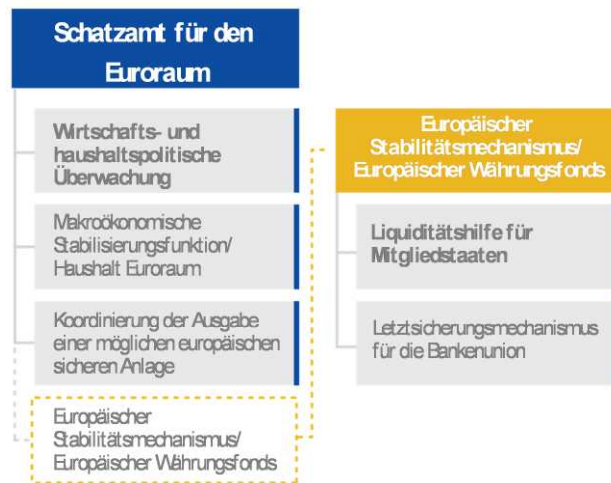 Schatzamt für den
Euroraum
Wirtschafts- und
haushaltspolitische
Überwachung
Makroökonomische
Stabilisierungsfunktion/
Haushalt Euroraum
Koordinierung der Ausgabe
einer möglichen europäischen
sicheren Anlage
Europäischer
Stabilitätsmechanismus/
Europäischer Währungsfonds
Europäischer
Stabilitätsmechanismus/
Europäischer Währungsfonds
Liquiditätshilfe für
Mitgliedstaaten
Letztsicherungsmechanismus
für die Bankenunion